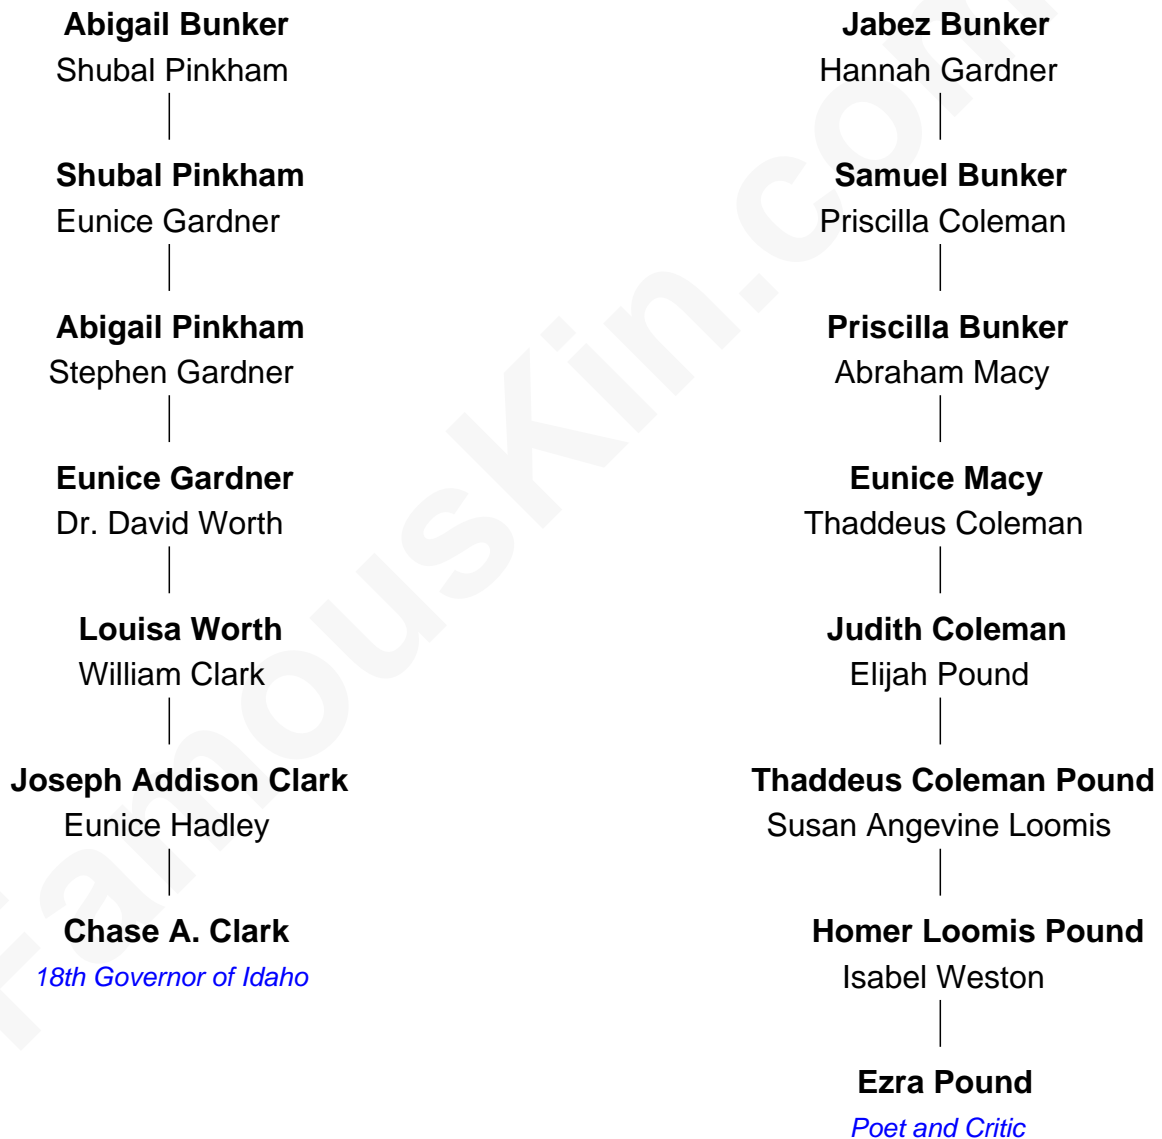 Abigail Bunker
Shubal Pinkham
Shubal Pinkham
Eunice Gardner
Abigail Pinkham
Stephen Gardner
Eunice Gardner
Dr. David Worth
Louisa Worth
William Clark
Joseph Addison Clark
Eunice Hadley
Chase A. Clark
18th Governor of Idaho
Jabez Bunker
Hannah Gardner
Samuel Bunker
Priscilla Coleman
Priscilla Bunker
Abraham Macy
Eunice Macy
Thaddeus Coleman
Judith Coleman
Elijah Pound
Thaddeus Coleman Pound
Susan Angevine Loomis
Homer Loomis Pound
Isabel Weston
Ezra Pound
Poet and Critic
FamousKin.com